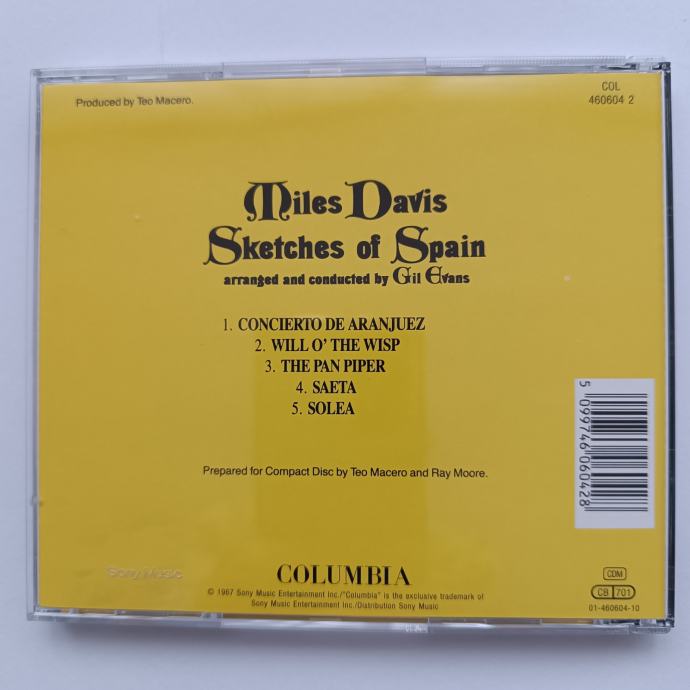 Produced by Teo Macero.
COL
460604 2
Miles Davis
Sketches of Spain
arranged and conducted by Gil Evans
1. CONCIERTO DE ARANJUEZ
2. WILL O' THE WISP
3. THE PAN PIPER
4. SAETA
5. SOLEA
5 099746 060428
Prepared for Compact Disc by Teo Macero and Ray Moore.
Sony Music
COLUMBIA
© 1967 Sony Music Entertainment Inc./"Columbia" is the exclusive trademark of
Sony Music Entertainment Inc./Distribution Sony Music
CDM
CB 701
01-460604-10